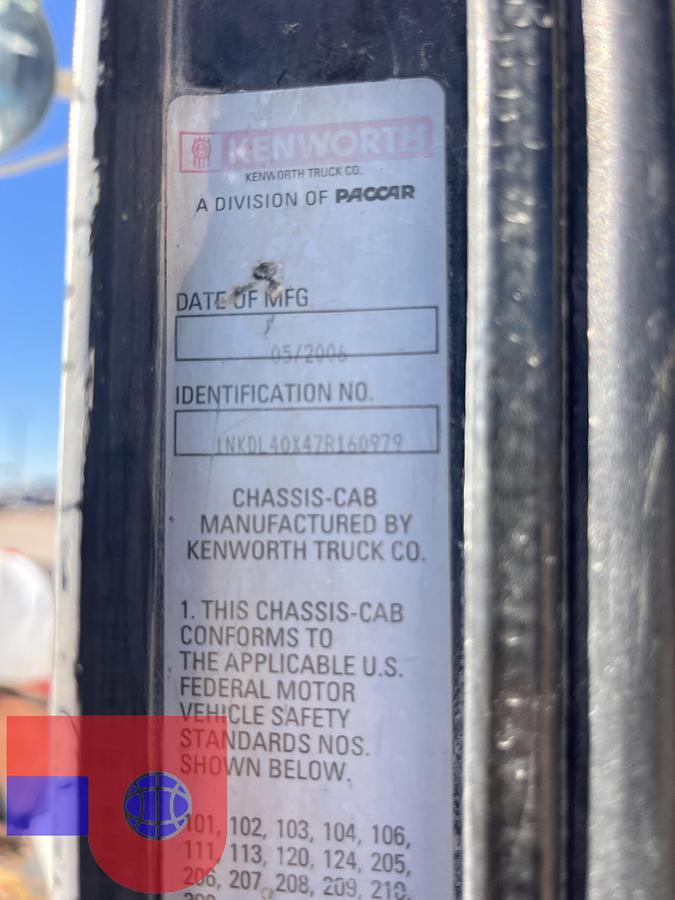 KENWORTH
KENWORTH TRUCK CO.
A DIVISION OF PACCAR
DATE OF MFG
05/2006
IDENTIFICATION NO.
1NKDL40X47R160979
CHASSIS-CAB
MANUFACTURED BY
KENWORTH TRUCK CO.
1. THIS CHASSIS-CAB
CONFORMS TO
THE APPLICABLE U.S.
FEDERAL MOTOR
VEHICLE SAFETY
STANDARDS NOS.
SHOWN BELOW.
101, 102, 103, 104, 106,
111, 113, 120, 124, 205,
206, 207, 208, 209, 210,